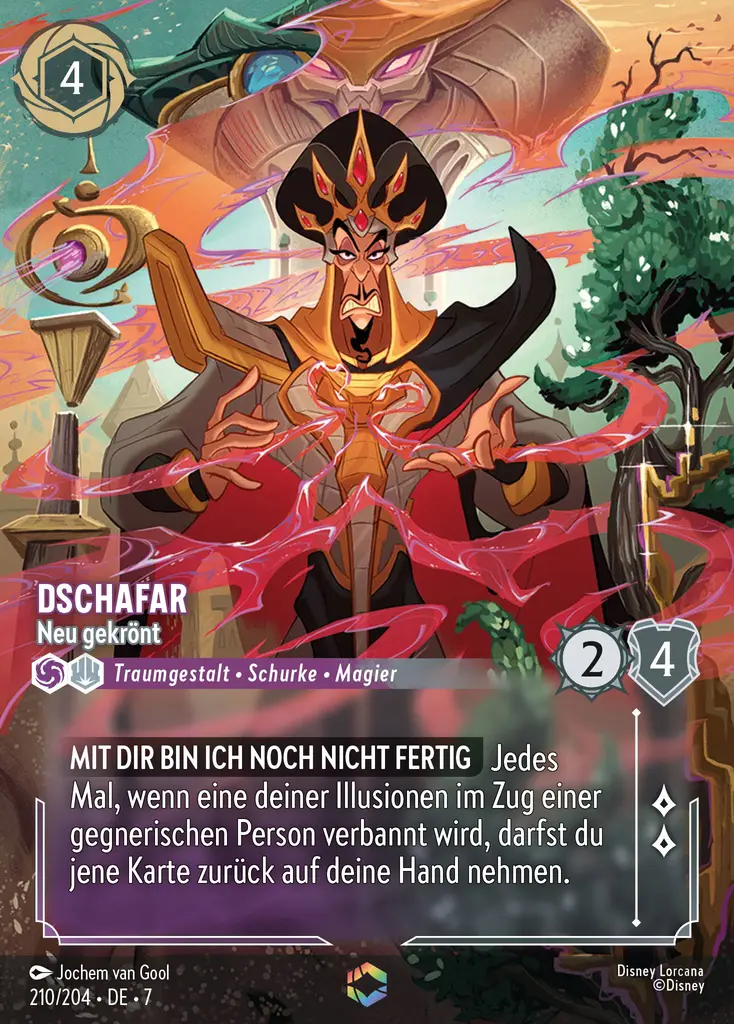 4
DSCHAFAR
Neu gekrönt
Traumgestalt • Schurke • Magier
2
4
MIT DIR BIN ICH NOCH NICHT FERTIG Jedes
Mal, wenn eine deiner Illusionen im Zug einer
gegnerischen Person verbannt wird, darfst du
jene Karte zurück auf deine Hand nehmen.
Jochem van Gool
210/204 • DE • 7
Disney Lorcana
©Disney